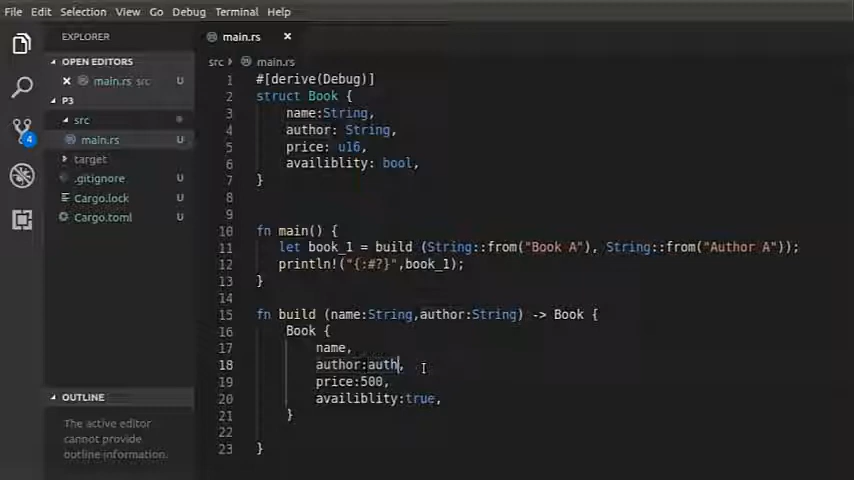 File Edit Selection View Go Debug Terminal Help
EXPLORER
main.rs ×
OPEN EDITORS
× main.rs src U
src > main.rs
P3
src
main.rs U
target
.gitignore U
Cargo.lock U
Cargo.toml U
4
OUTLINE
The active editor
cannot provide
outline information.
1 #[derive(Debug)]
2 struct Book {
3 name:String,
4 author: String,
5 price: u16,
6 availiblity: bool,
7 }
8
9
10 fn main() {
11 let book_1 = build (String::from("Book A"), String::from("Author A"));
12 println!("{:#?}",book_1);
13 }
14
15 fn build (name:String,author:String) -> Book {
16 Book {
17 name,
18 author:auth,
19 price:500,
20 availiblity:true,
21 }
22
23 }